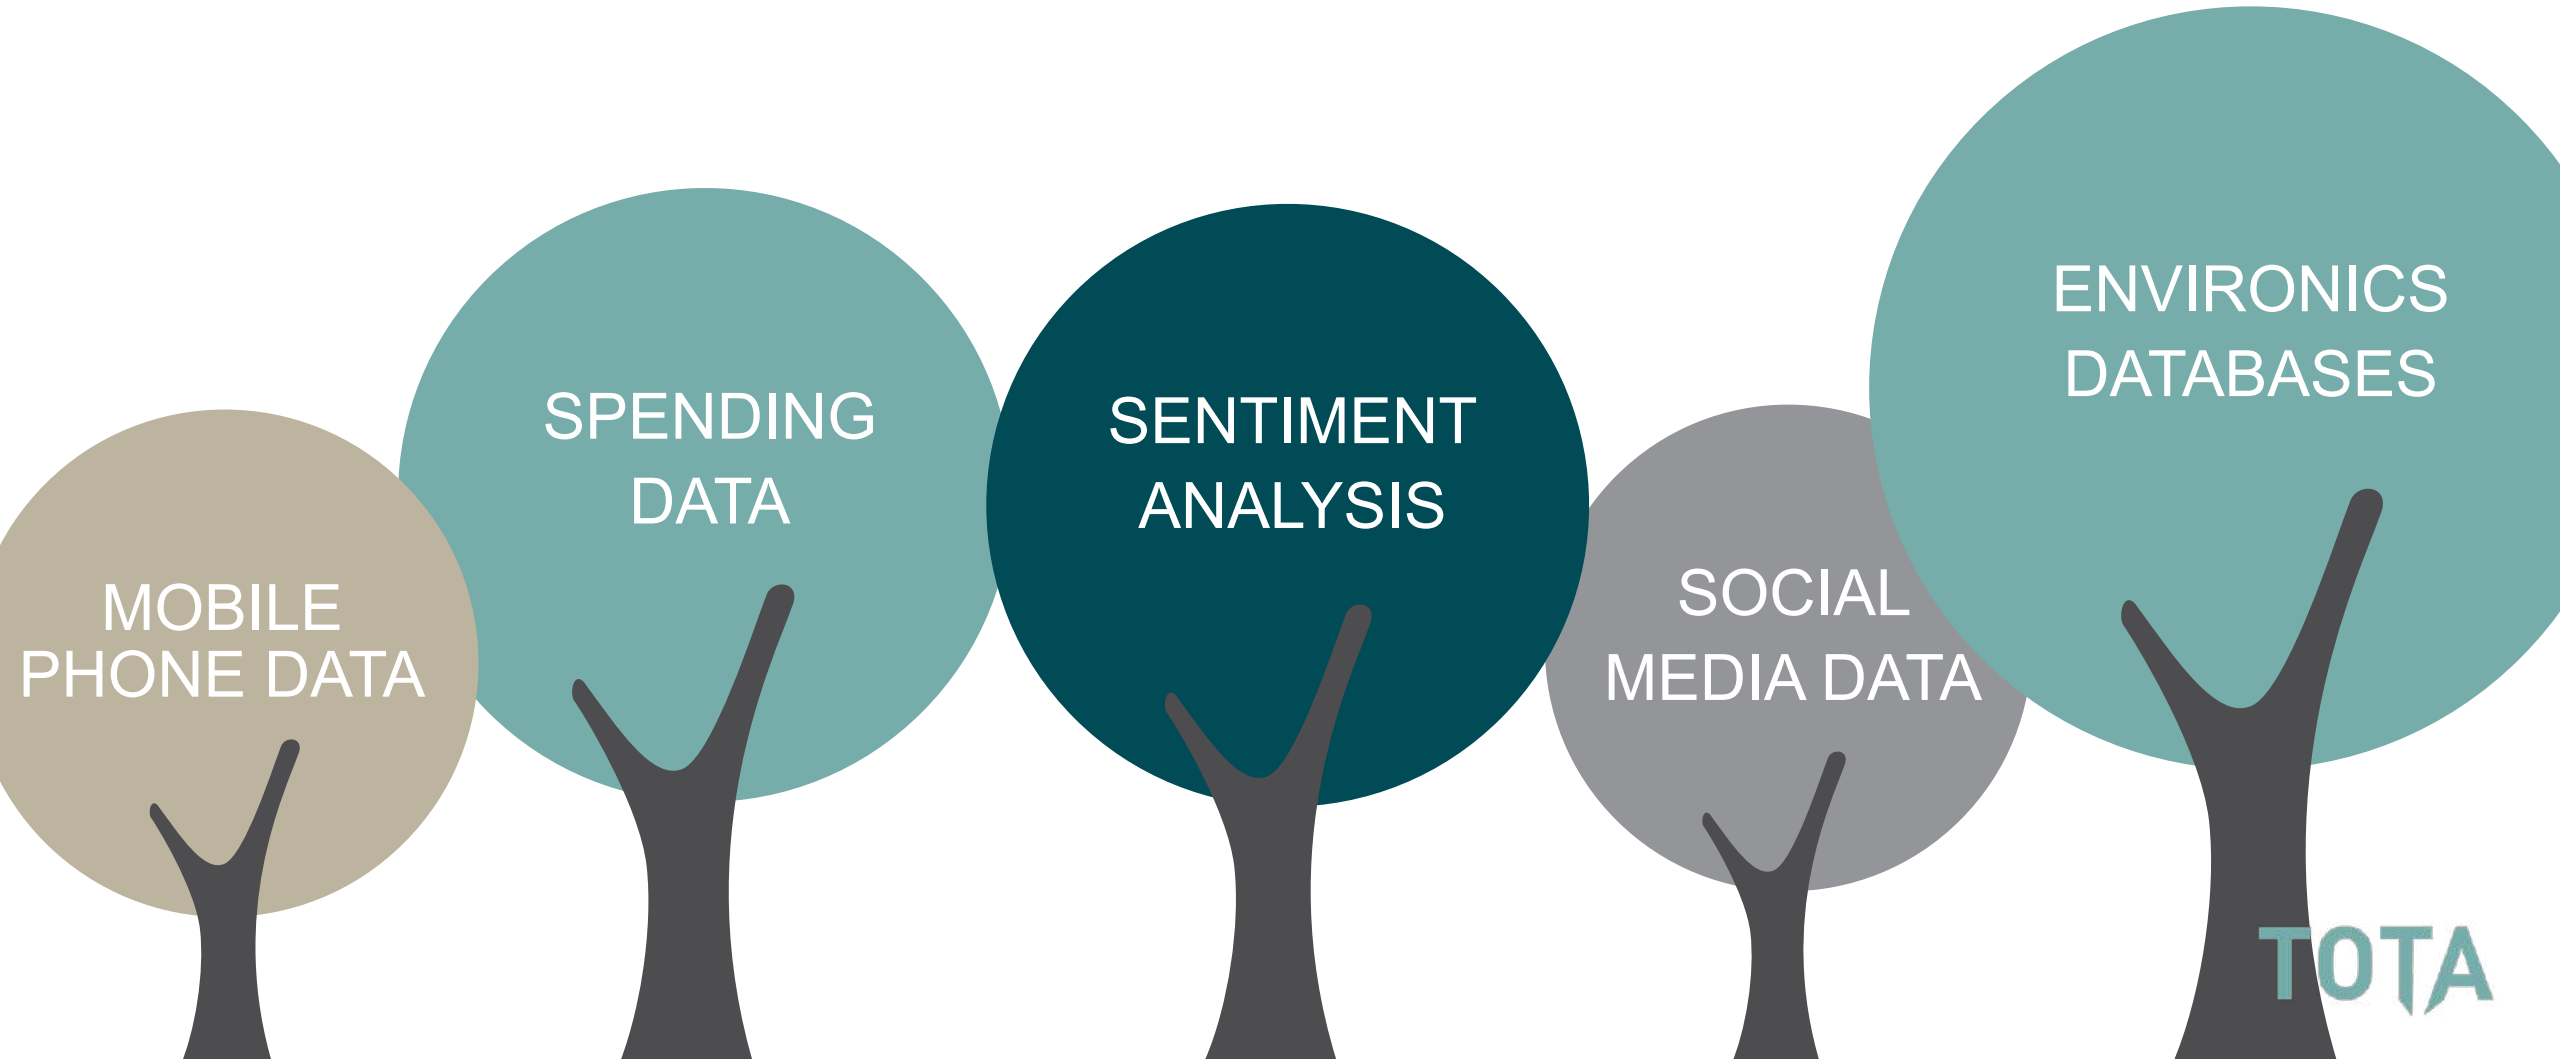 MOBILE
PHONE DATA
SPENDING
DATA
SENTIMENT
ANALYSIS
SOCIAL
MEDIA DATA
ENVIRONICS
DATABASES
TOTA